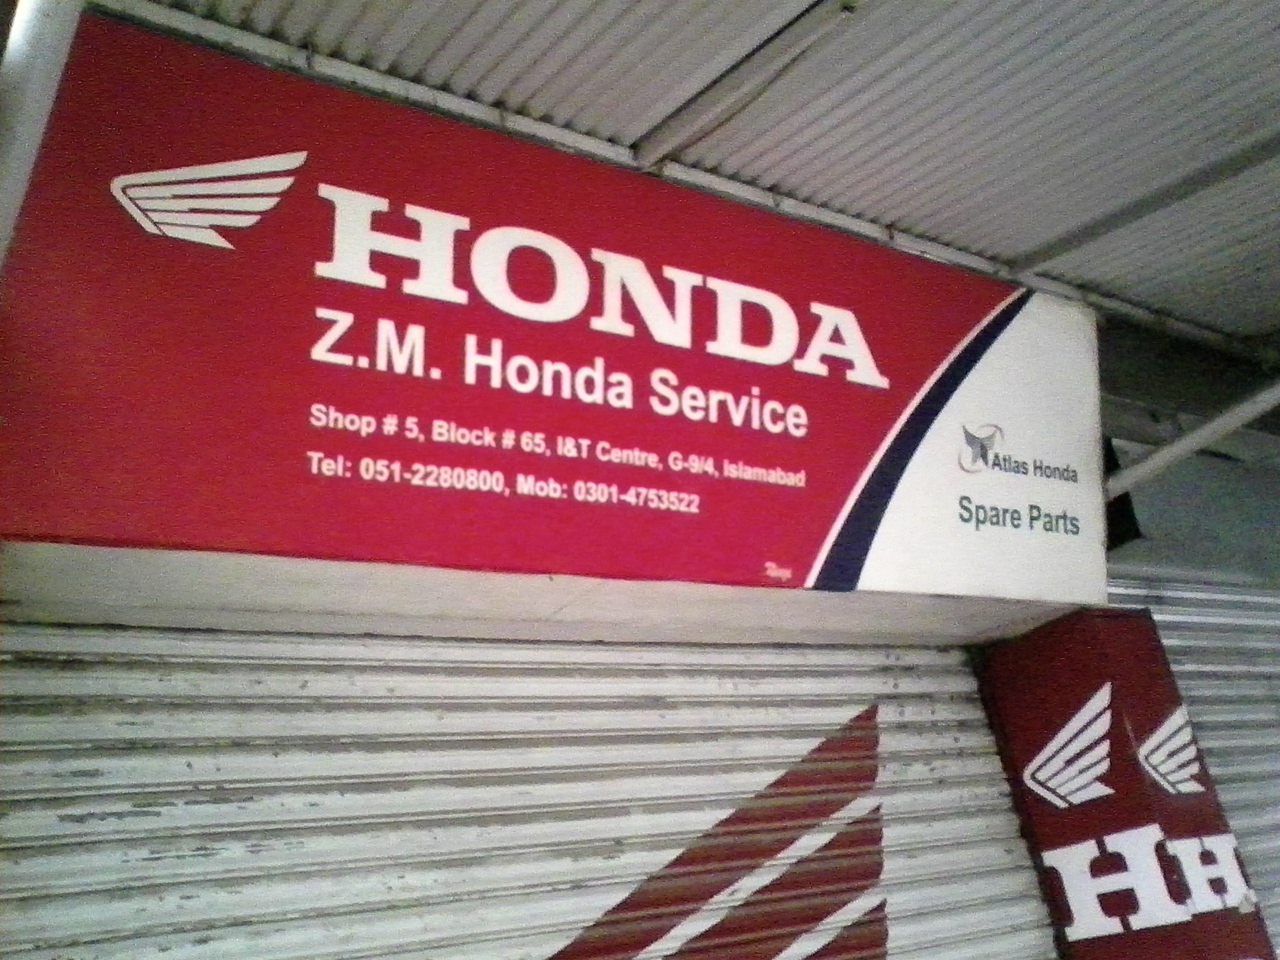 HONDA
Z.M. Honda Service
Shop # 5, Block # 65, I&T Centre, G-9/4, Islamabad
Tel: 051-2280800, Mob: 0301-4753522
Atlas Honda
Spare Parts
H
H